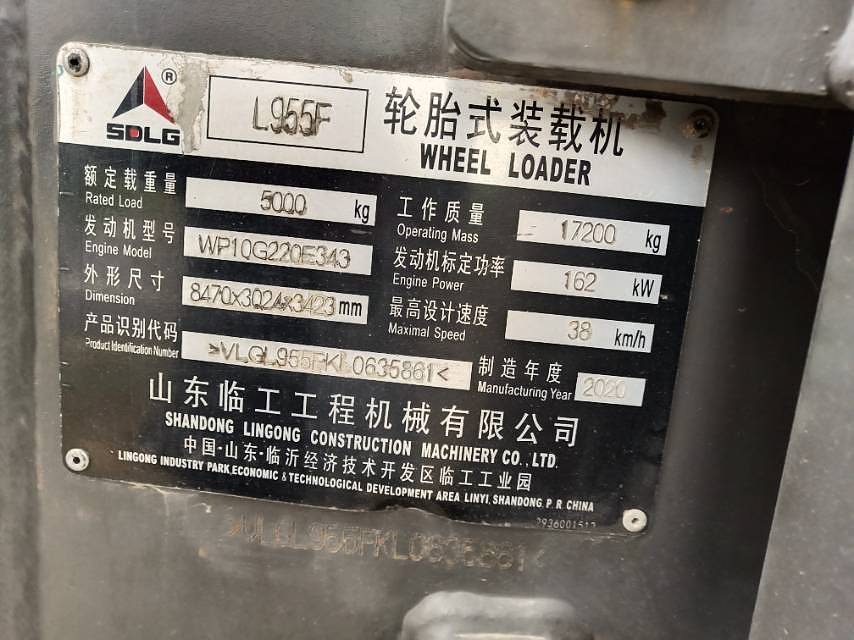 SDLG ® L955F 轮胎式装载机
WHEEL LOADER
额定载重量 5000 kg
Rated Load
工作质量 17200 kg
Operating Mass
发动机型号 WP10G220E343
Engine Model
发动机标定功率 162 kW
Engine Power
外形尺寸 8470x3024x3423 mm
Dimension
最高设计速度 38 km/h
Maximal Speed
产品识别代码 >VLGL955FKL0635861<
Product Identification Number
制造年度 2020
Manufacturing Year
山东临工工程机械有限公司
SHANDONG LINGONG CONSTRUCTION MACHINERY CO., LTD.
中国·山东·临沂经济技术开发区临工工业园
LINGONG INDUSTRY PARK,ECONOMIC & TECHNOLOGICAL DEVELOPMENT AREA LINYI, SHANDONG, P. R. CHINA
2936001512
>VLGL955FKL0635861<